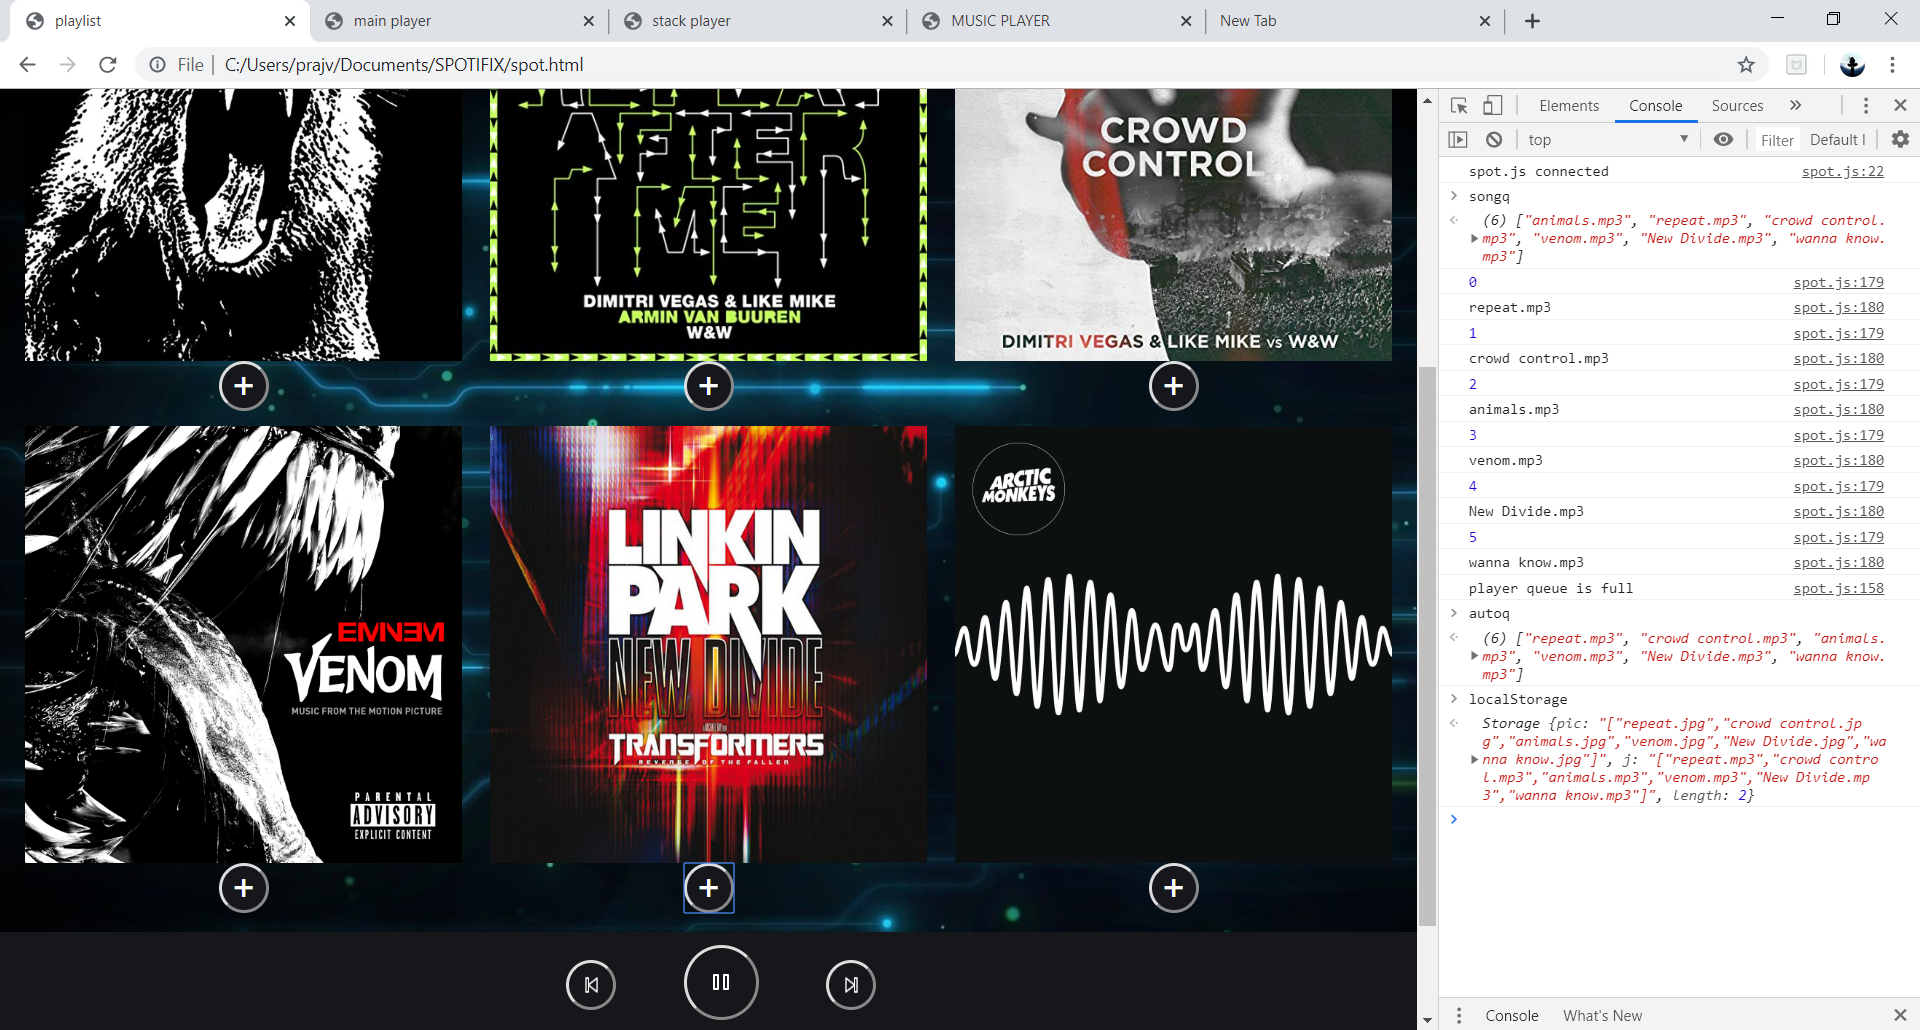 playlist
main player
stack player
MUSIC PLAYER
New Tab
File | C:/Users/prajv/Documents/SPOTIFIX/spot.html
AFTER
ME
DIMITRI VEGAS & LIKE MIKE
ARMIN VAN BUUREN
W&W
CROWD
CONTROL
DIMITRI VEGAS & LIKE MIKE VS W&W
EMINEM
VENOM
MUSIC FROM THE MOTION PICTURE
PARENTAL
ADVISORY
EXPLICIT CONTENT
LINKIN
PARK
NEW DIVIDE
TRANSFORMERS
REVENGE OF THE FALLEN
ARCTIC
MONKEYS
Elements Console Sources
top Filter Default l
spot.js connected spot.js:22
songq
(6) ["animals.mp3", "repeat.mp3", "crowd control.
mp3", "venom.mp3", "New Divide.mp3", "wanna know.
mp3"]
0 spot.js:179
repeat.mp3 spot.js:180
1 spot.js:179
crowd control.mp3 spot.js:180
2 spot.js:179
animals.mp3 spot.js:180
3 spot.js:179
venom.mp3 spot.js:180
4 spot.js:179
New Divide.mp3 spot.js:180
5 spot.js:179
wanna know.mp3 spot.js:180
player queue is full spot.js:158
autoq
(6) ["repeat.mp3", "crowd control.mp3", "animals.
mp3", "venom.mp3", "New Divide.mp3", "wanna know.
mp3"]
localStorage
Storage {pic: "["repeat.jpg","crowd control.jp
g","animals.jpg","venom.jpg","New Divide.jpg","wa
nna know.jpg"]", j: "["repeat.mp3","crowd contro
l.mp3","animals.mp3","venom.mp3","New Divide.mp
3","wanna know.mp3"]", length: 2}
Console What's New